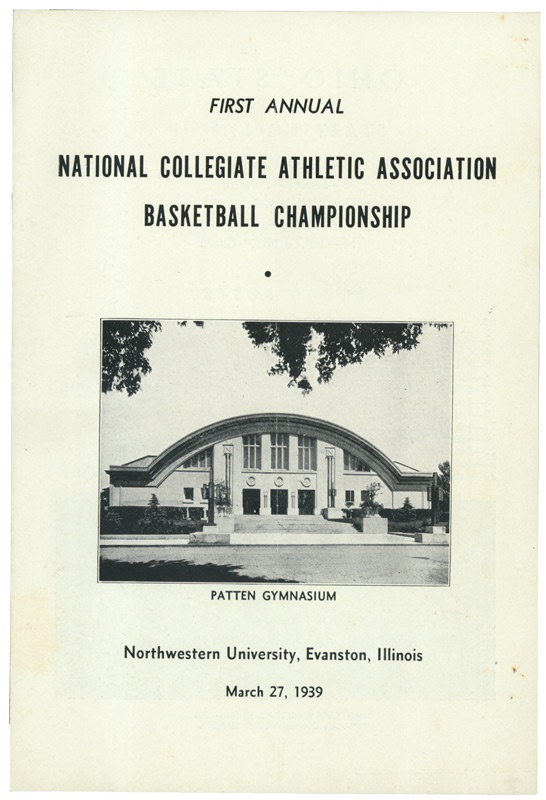 FIRST ANNUAL
NATIONAL COLLEGIATE ATHLETIC ASSOCIATION
BASKETBALL CHAMPIONSHIP
PATTEN GYMNASIUM
Northwestern University, Evanston, Illinois
March 27, 1939